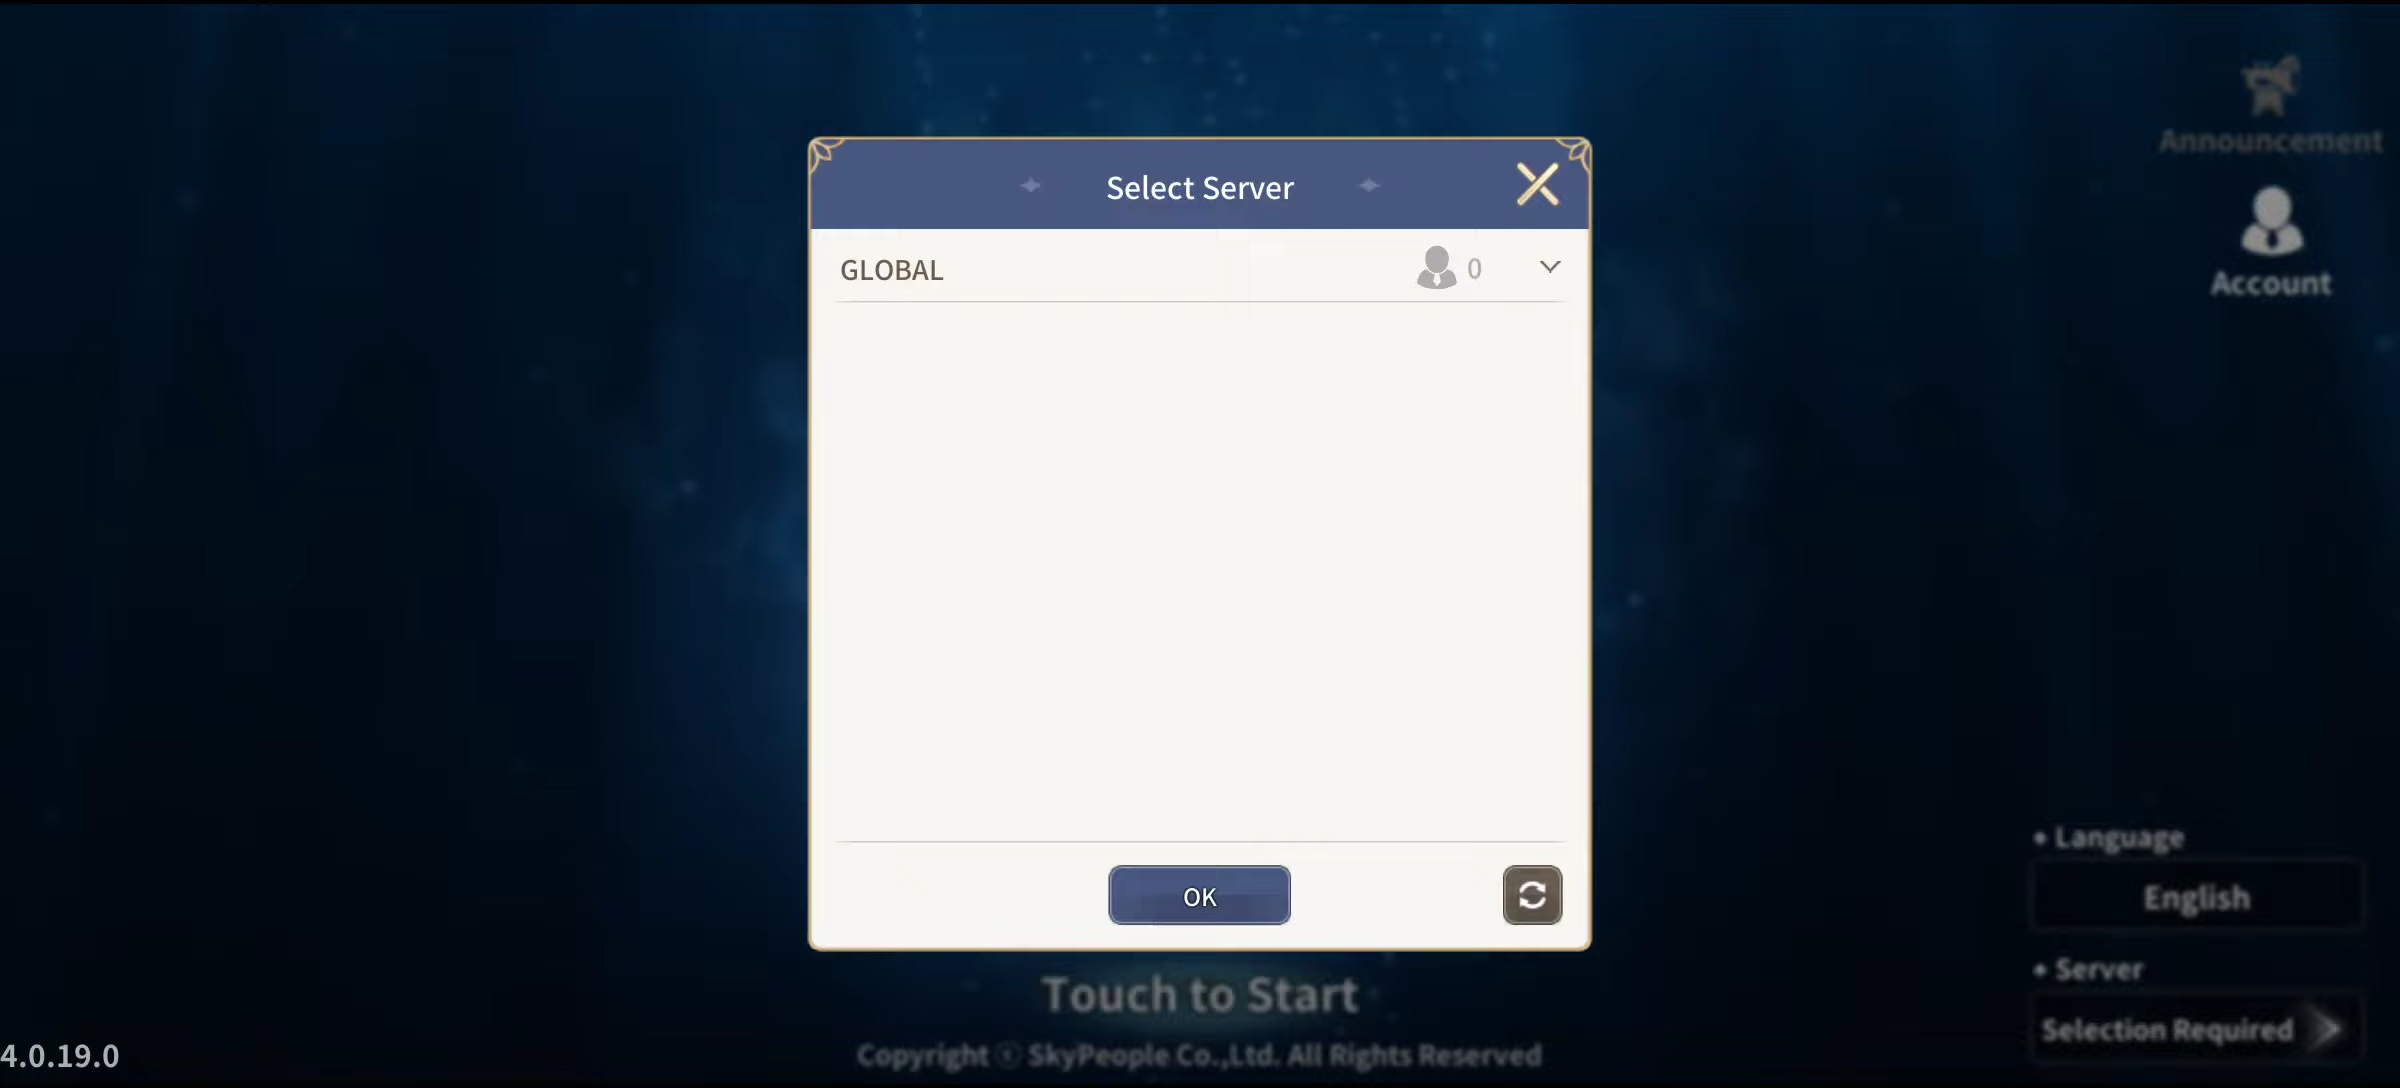 Announcement
Select Server
GLOBAL
0
Account
Language
English
OK
Server
Touch to Start
Selection Required
4.0.19.0
Copyright © SkyPeople Co.,Ltd. All Rights Reserved